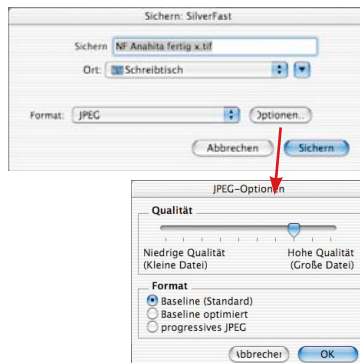 Sichern: SilverFast
Sichern NF Anahita fertig x.tif
Ort: Schreibtisch
Format: JPEG Optionen..
Abbrechen Sichern
JPEG-Optionen
Qualität
Niedrige Qualität Hohe Qualität
(Kleine Datei) (Große Datei)
Format
Baseline (Standard)
Baseline optimiert
progressives JPEG
Abbrechen OK